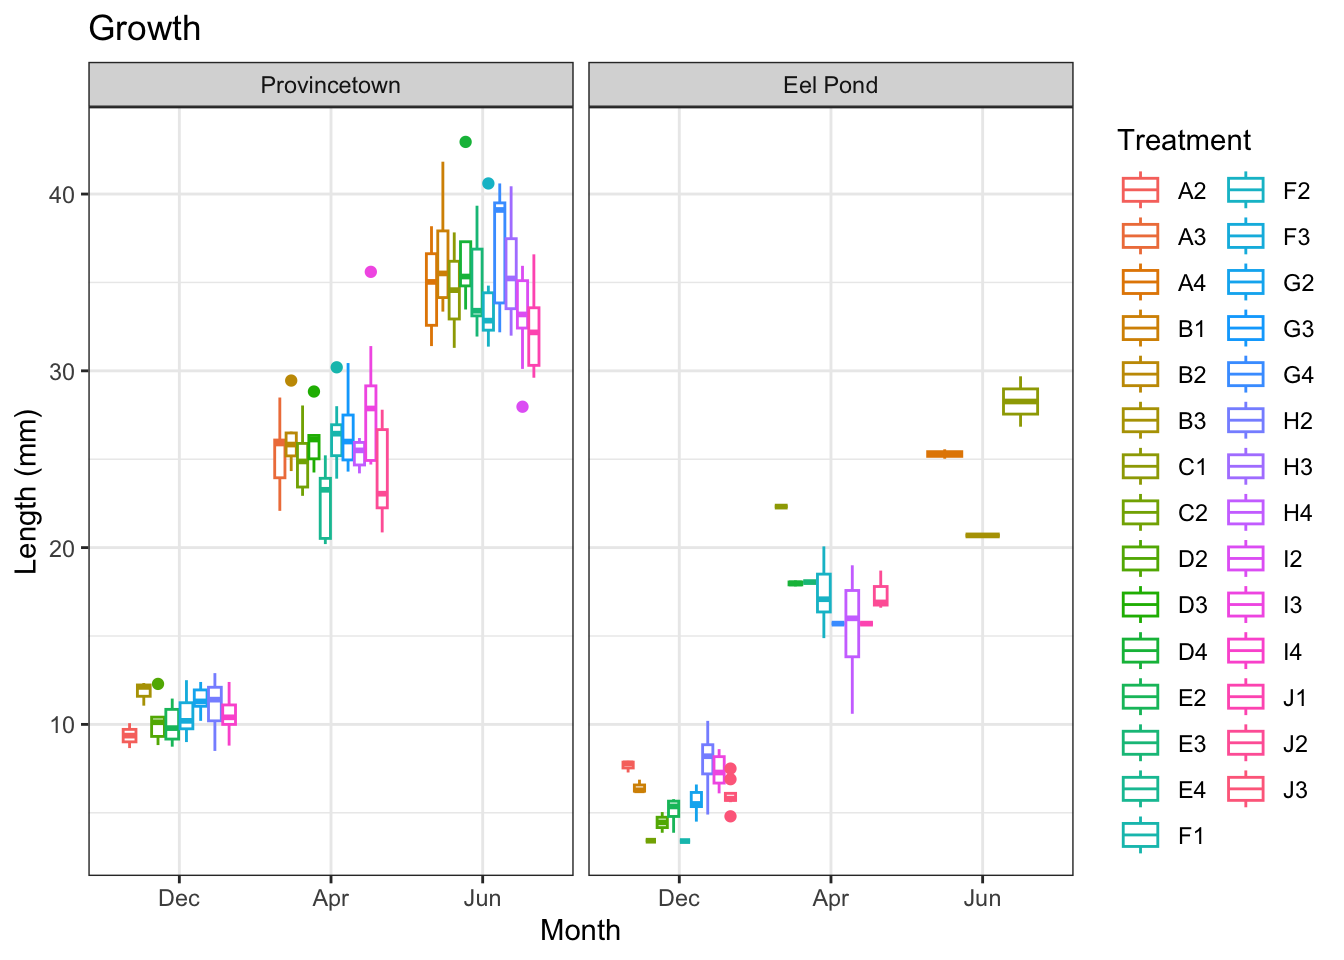 Growth
Provincetown
Eel Pond
Length (mm)
40
30
20
10
Dec
Apr
Jun
Dec
Apr
Jun
Month
Treatment
A2
A3
A4
B1
B2
B3
C1
C2
D2
D3
D4
E2
E3
E4
F1
F2
F3
G2
G3
G4
H2
H3
H4
I2
I3
I4
J1
J2
J3